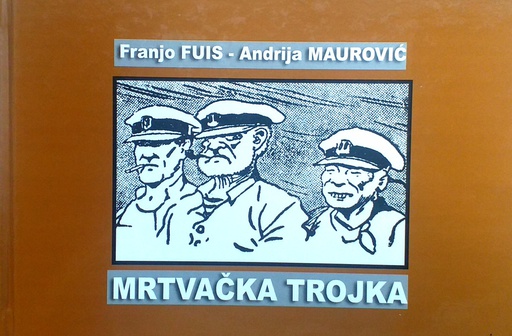 Franjo FUIS - Andrija MAUROVIĆ
MRTVAČKA TROJKA